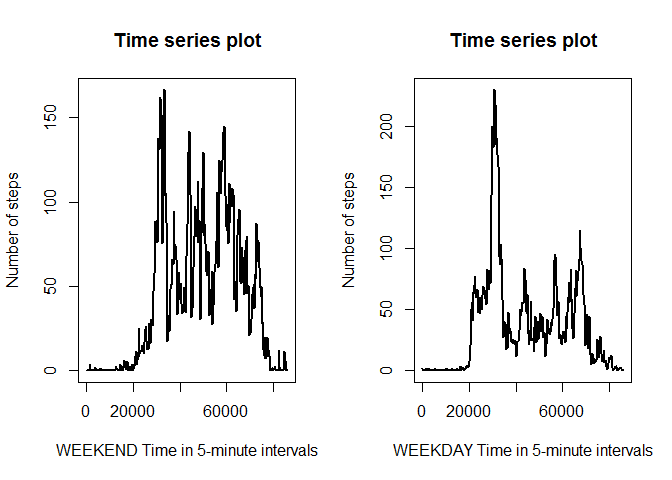 Time series plot
Number of steps
150
100
50
0
0 20000 60000
WEEKEND Time in 5-minute intervals
Time series plot
Number of steps
200
150
100
50
0
0 20000 60000
WEEKDAY Time in 5-minute intervals